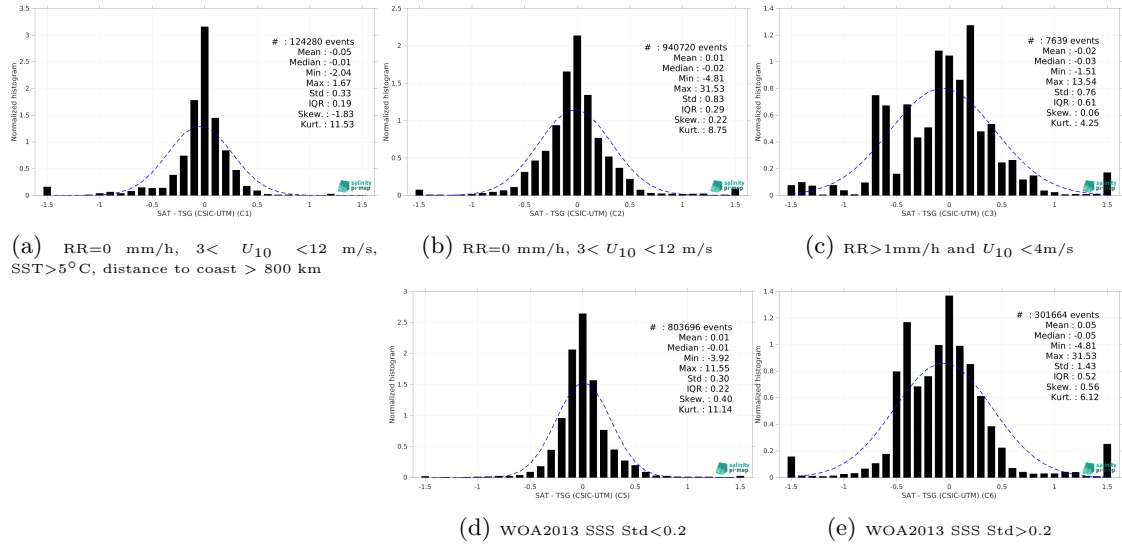 3.5
3
2.5
2
1.5
1
0.5
0
Normalized histogram
# : 124280 events
Mean : -0.05
Median : -0.01
Min : -2.04
Max : 1.67
Std : 0.33
IQR : 0.19
Skew. : -1.83
Kurt. : 11.53
salinity
pi-mep
-1.5 -1 -0.5 0 0.5 1 1.5
SAT - TSG (CSIC-UTM) (C1)
(a) RR=0 mm/h, 3< U10 <12 m/s,
SST>5°C, distance to coast > 800 km
2.5
2
1.5
1
0.5
0
Normalized histogram
# : 940720 events
Mean : 0.01
Median : -0.02
Min : -4.81
Max : 31.53
Std : 0.83
IQR : 0.29
Skew. : 0.22
Kurt. : 8.75
salinity
pi-mep
-1.5 -1 -0.5 0 0.5 1 1.5
SAT - TSG (CSIC-UTM) (C2)
(b) RR=0 mm/h, 3< U10 <12 m/s
1.4
1.2
1
0.8
0.6
0.4
0.2
0
Normalized histogram
# : 7639 events
Mean : -0.02
Median : -0.03
Min : -1.51
Max : 13.54
Std : 0.76
IQR : 0.61
Skew. : 0.06
Kurt. : 4.25
salinity
pi-mep
-1.5 -1 -0.5 0 0.5 1 1.5
SAT - TSG (CSIC-UTM) (C3)
(c) RR>1mm/h and U10 <4m/s
3
2.5
2
1.5
1
0.5
0
Normalized histogram
# : 803696 events
Mean : 0.01
Median : -0.01
Min : -3.92
Max : 11.55
Std : 0.30
IQR : 0.22
Skew. : 0.40
Kurt. : 11.14
salinity
pi-mep
-1.5 -1 -0.5 0 0.5 1 1.5
SAT - TSG (CSIC-UTM) (C5)
(d) WOA2013 SSS Std<0.2
1.4
1.2
1
0.8
0.6
0.4
0.2
0
Normalized histogram
# : 301664 events
Mean : 0.05
Median : -0.05
Min : -4.81
Max : 31.53
Std : 1.43
IQR : 0.52
Skew. : 0.56
Kurt. : 6.12
salinity
pi-mep
-1.5 -1 -0.5 0 0.5 1 1.5
SAT - TSG (CSIC-UTM) (C6)
(e) WOA2013 SSS Std>0.2